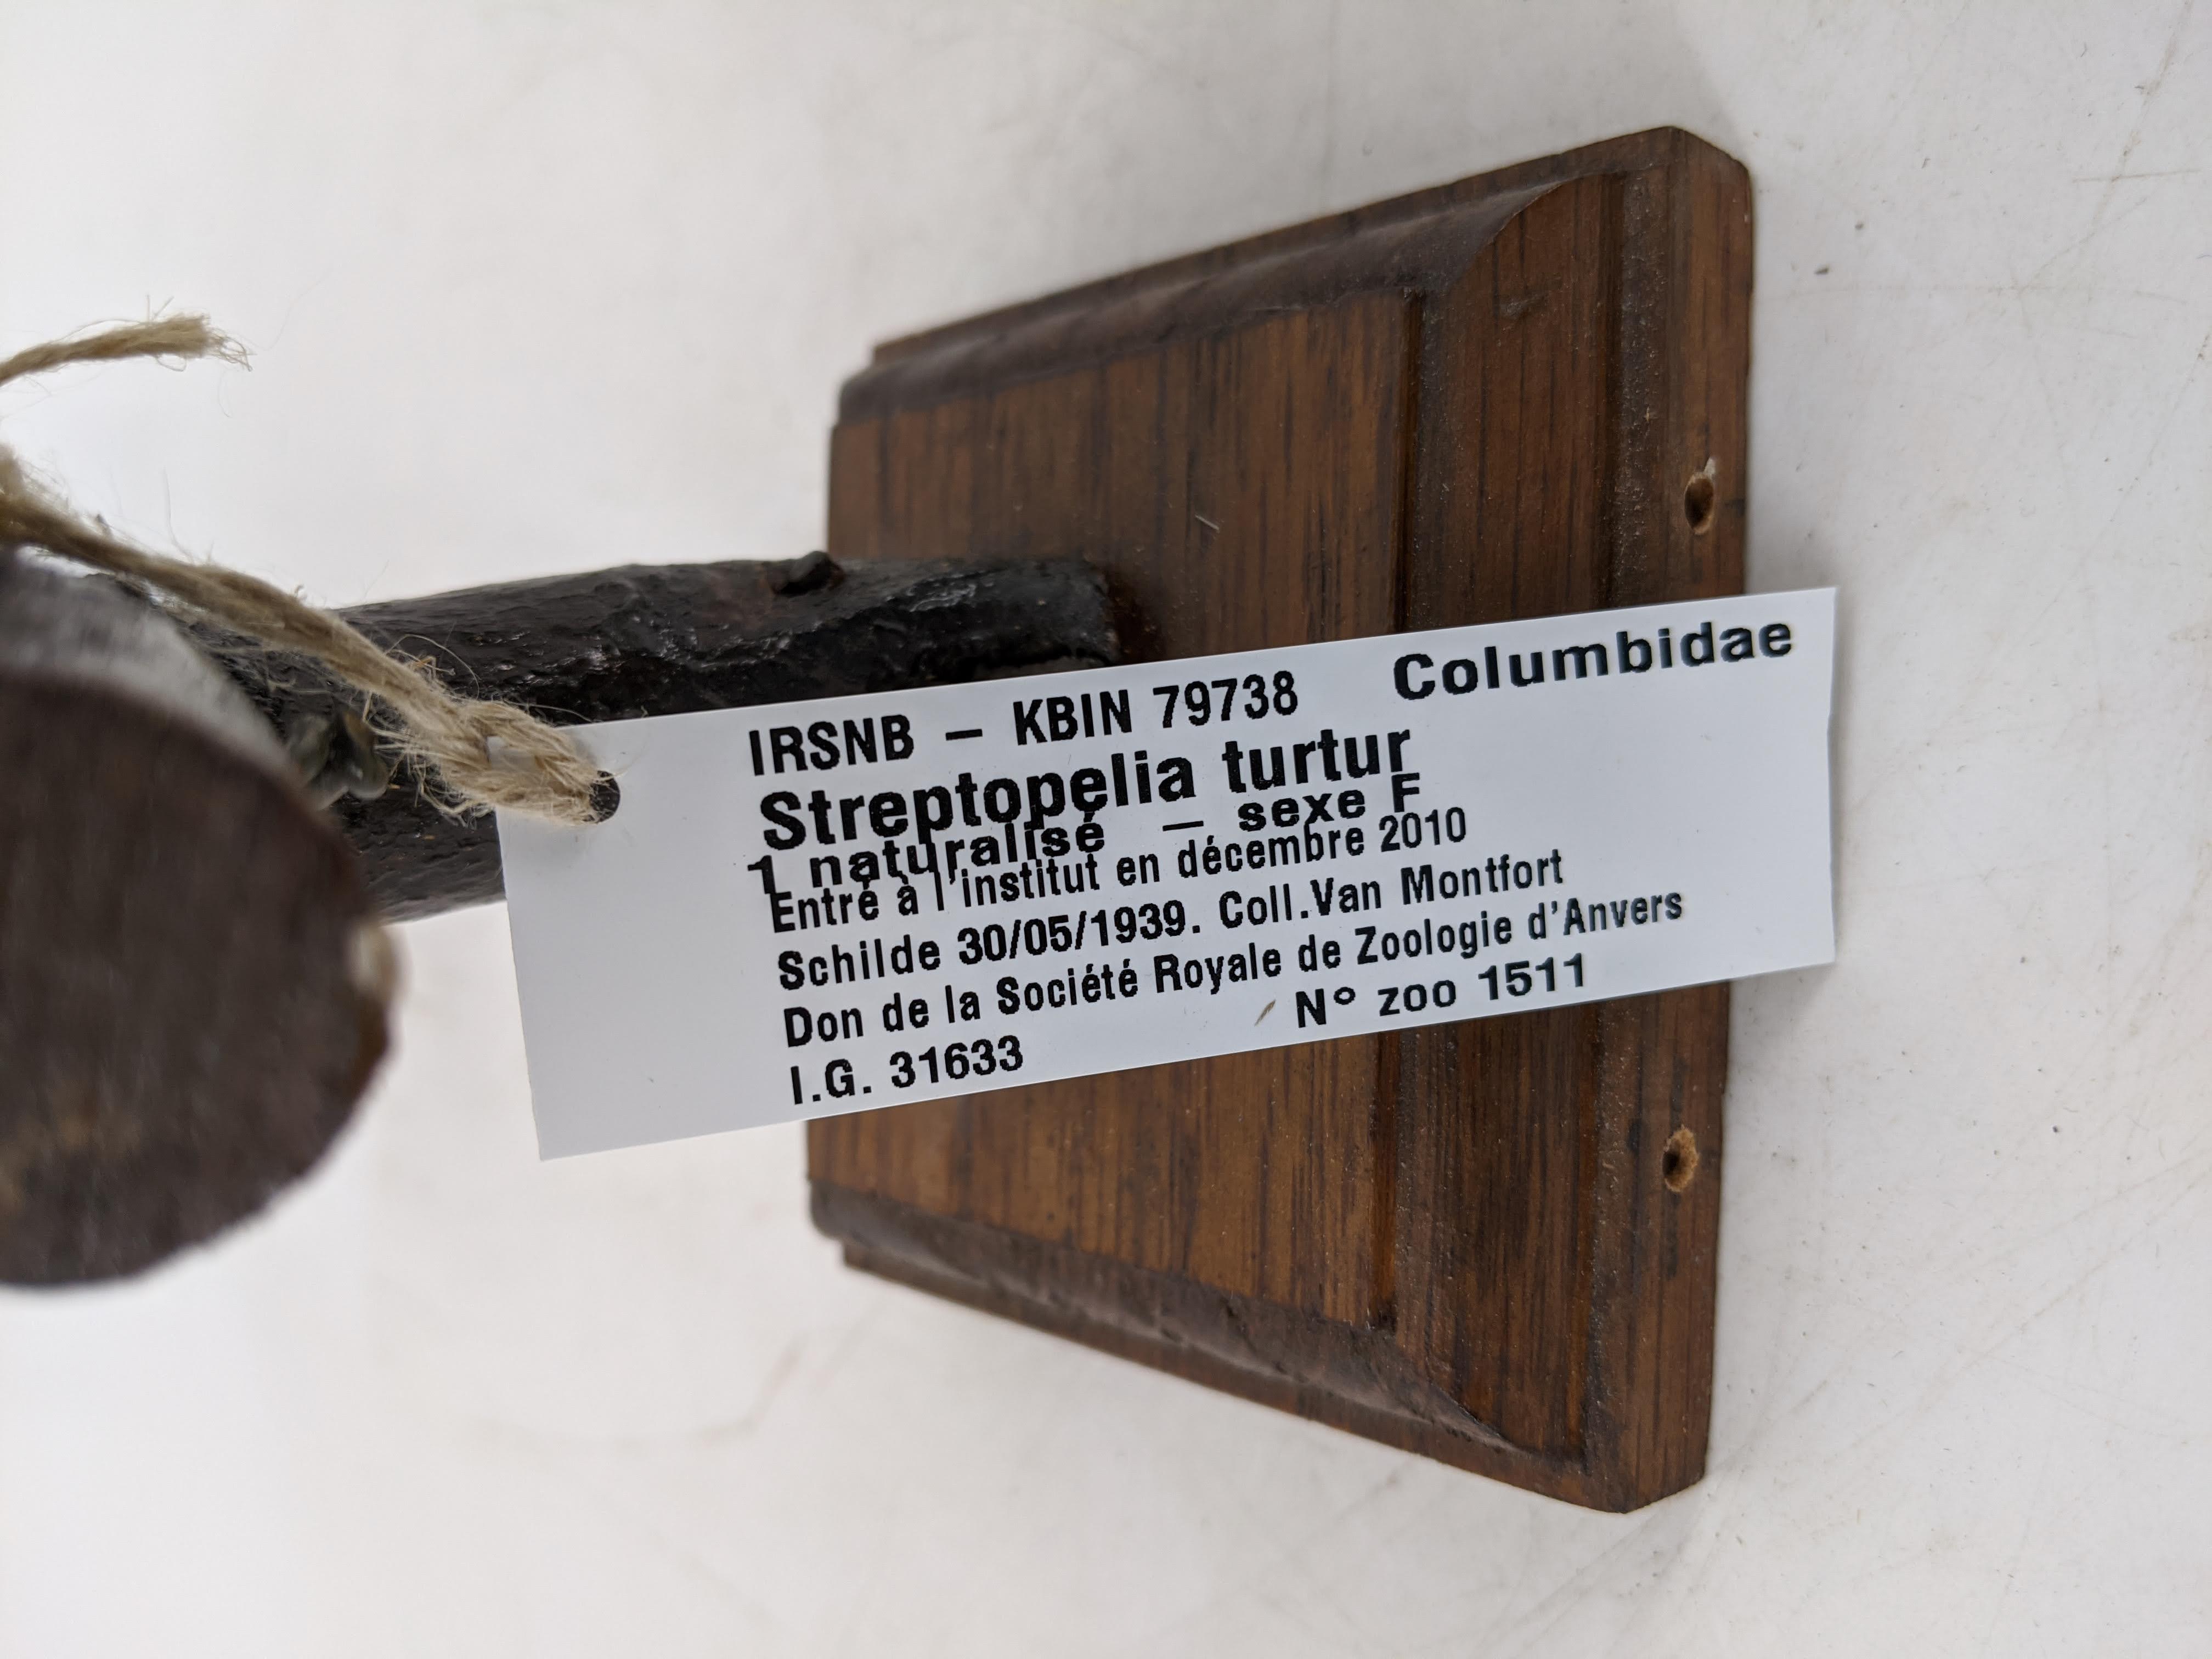 IRSNB – KBIN 79738 Columbidae
Streptopelia turtur
1 naturalisé – sexe F
Entré à l'institut en décembre 2010
Schilde 30/05/1939. Coll.Van Montfort
Don de la Société Royale de Zoologie d'Anvers
I.G. 31633 N° zoo 1511